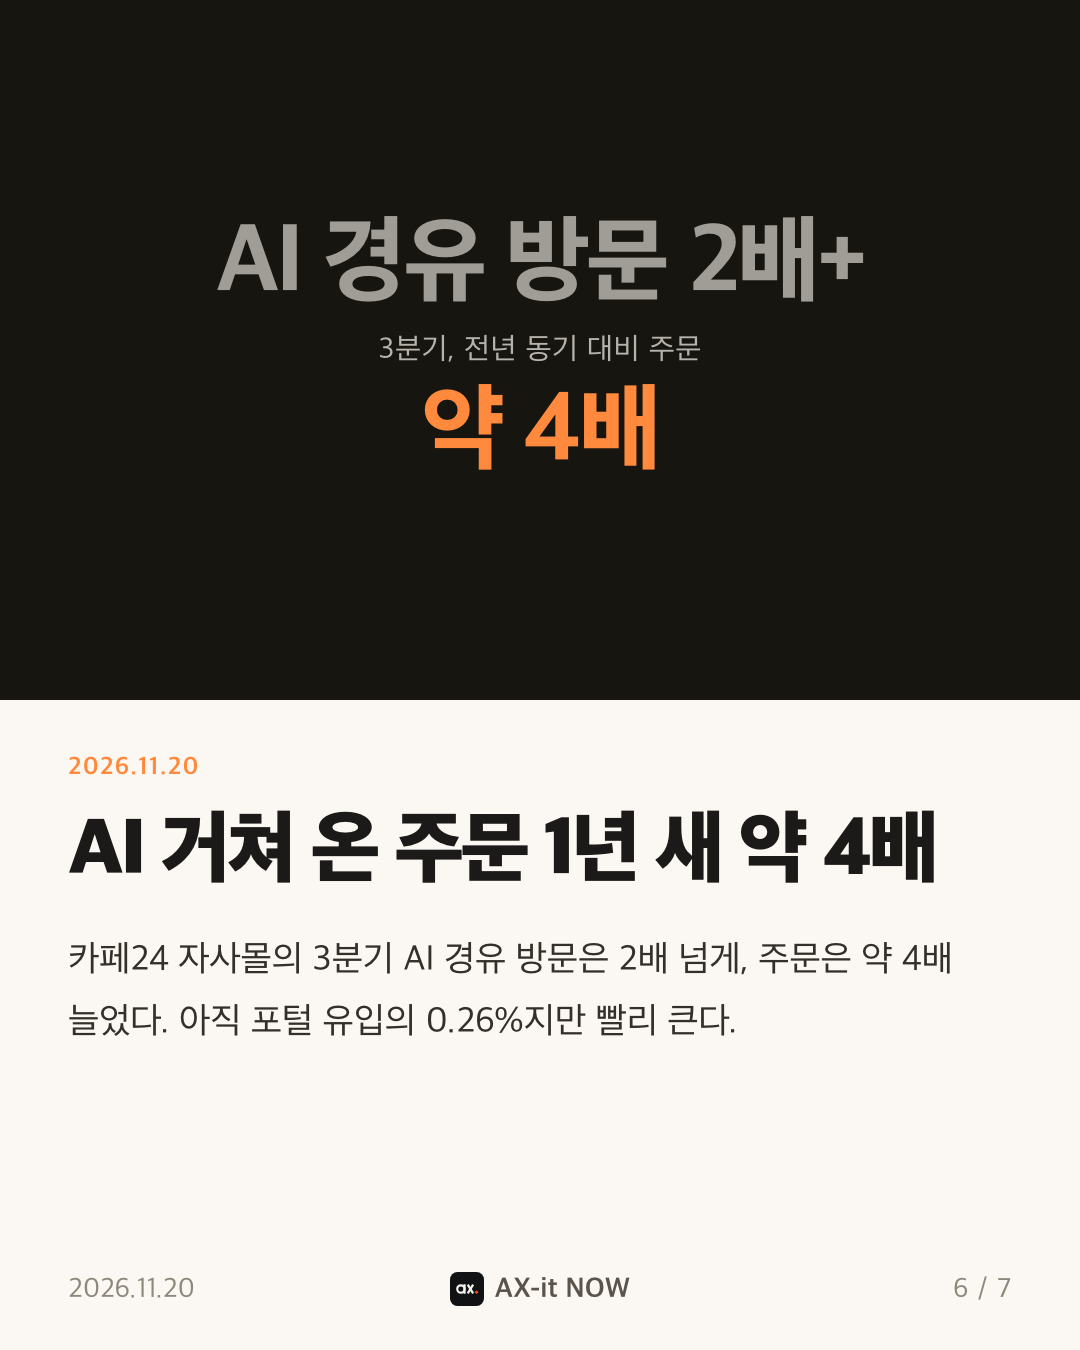 AI 경유 방문 2배+
3분기, 전년 동기 대비 주문
약 4배
2026.11.20
AI 거쳐 온 주문 1년 새 약 4배
카페24 자사몰의 3분기 AI 경유 방문은 2배 넘게, 주문은 약 4배
늘었다. 아직 포털 유입의 0.26%지만 빨리 큰다.
2026.11.20
ax.
AX-it NOW
6 / 7